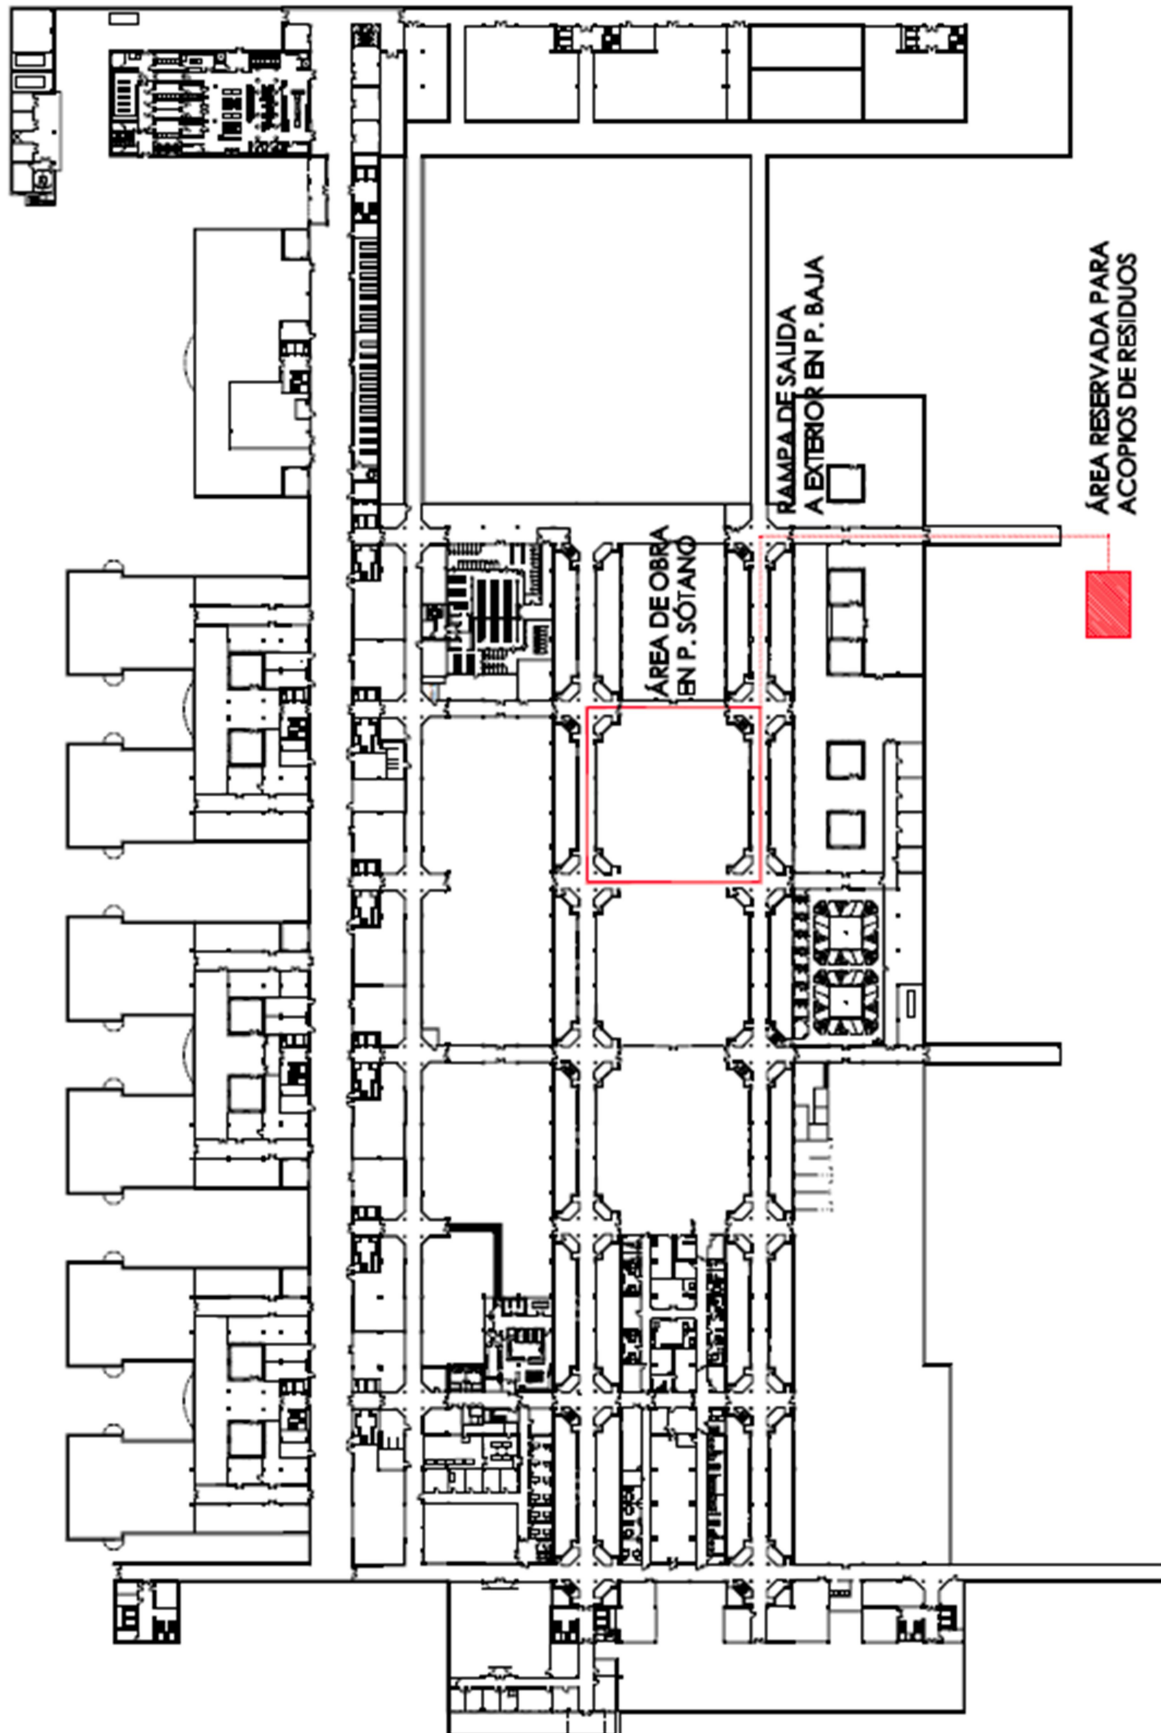 RAMPA DE SALIDA
A EXTERIOR EN P. BAJA
ÁREA RESERVADA PARA
ACOPIOS DE RESIDUOS
ÁREA DE OBRA
EN P. SÓTANO